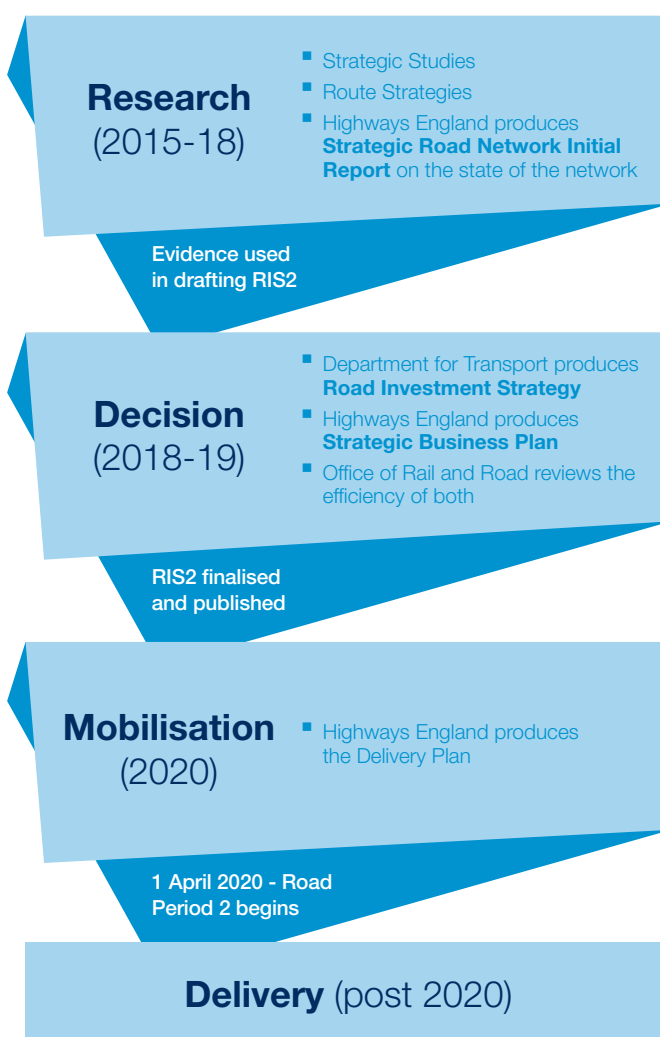 Research
(2015-18)
▪ Strategic Studies
▪ Route Strategies
▪ Highways England produces
Strategic Road Network Initial
Report on the state of the network
Evidence used
in drafting RIS2
Decision
(2018-19)
▪ Department for Transport produces
Road Investment Strategy
▪ Highways England produces
Strategic Business Plan
▪ Office of Rail and Road reviews the
efficiency of both
RIS2 finalised
and published
Mobilisation
(2020)
▪ Highways England produces
the Delivery Plan
1 April 2020 - Road
Period 2 begins
Delivery (post 2020)